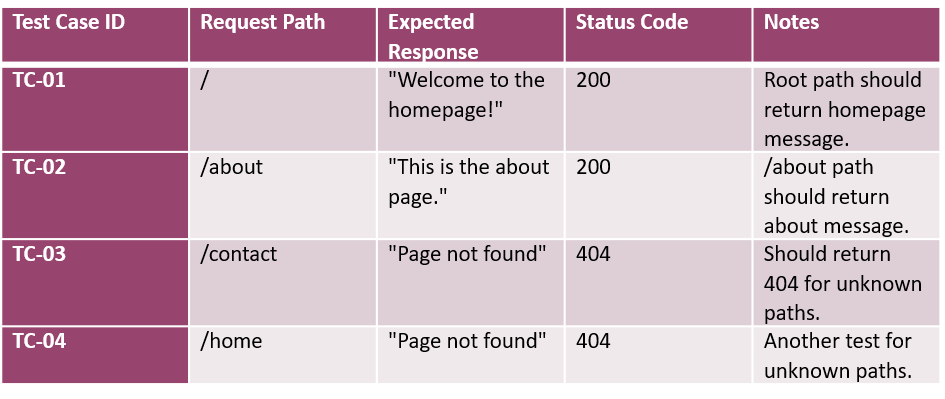 Test Case ID
Request Path
Expected
Response
Status Code
Notes
TC-01
/
"Welcome to the
homepage!"
200
Root path should
return homepage
message.
TC-02
/about
"This is the about
page."
200
/about path
should return
about message.
TC-03
/contact
"Page not found"
404
Should return
404 for unknown
paths.
TC-04
/home
"Page not found"
404
Another test for
unknown paths.